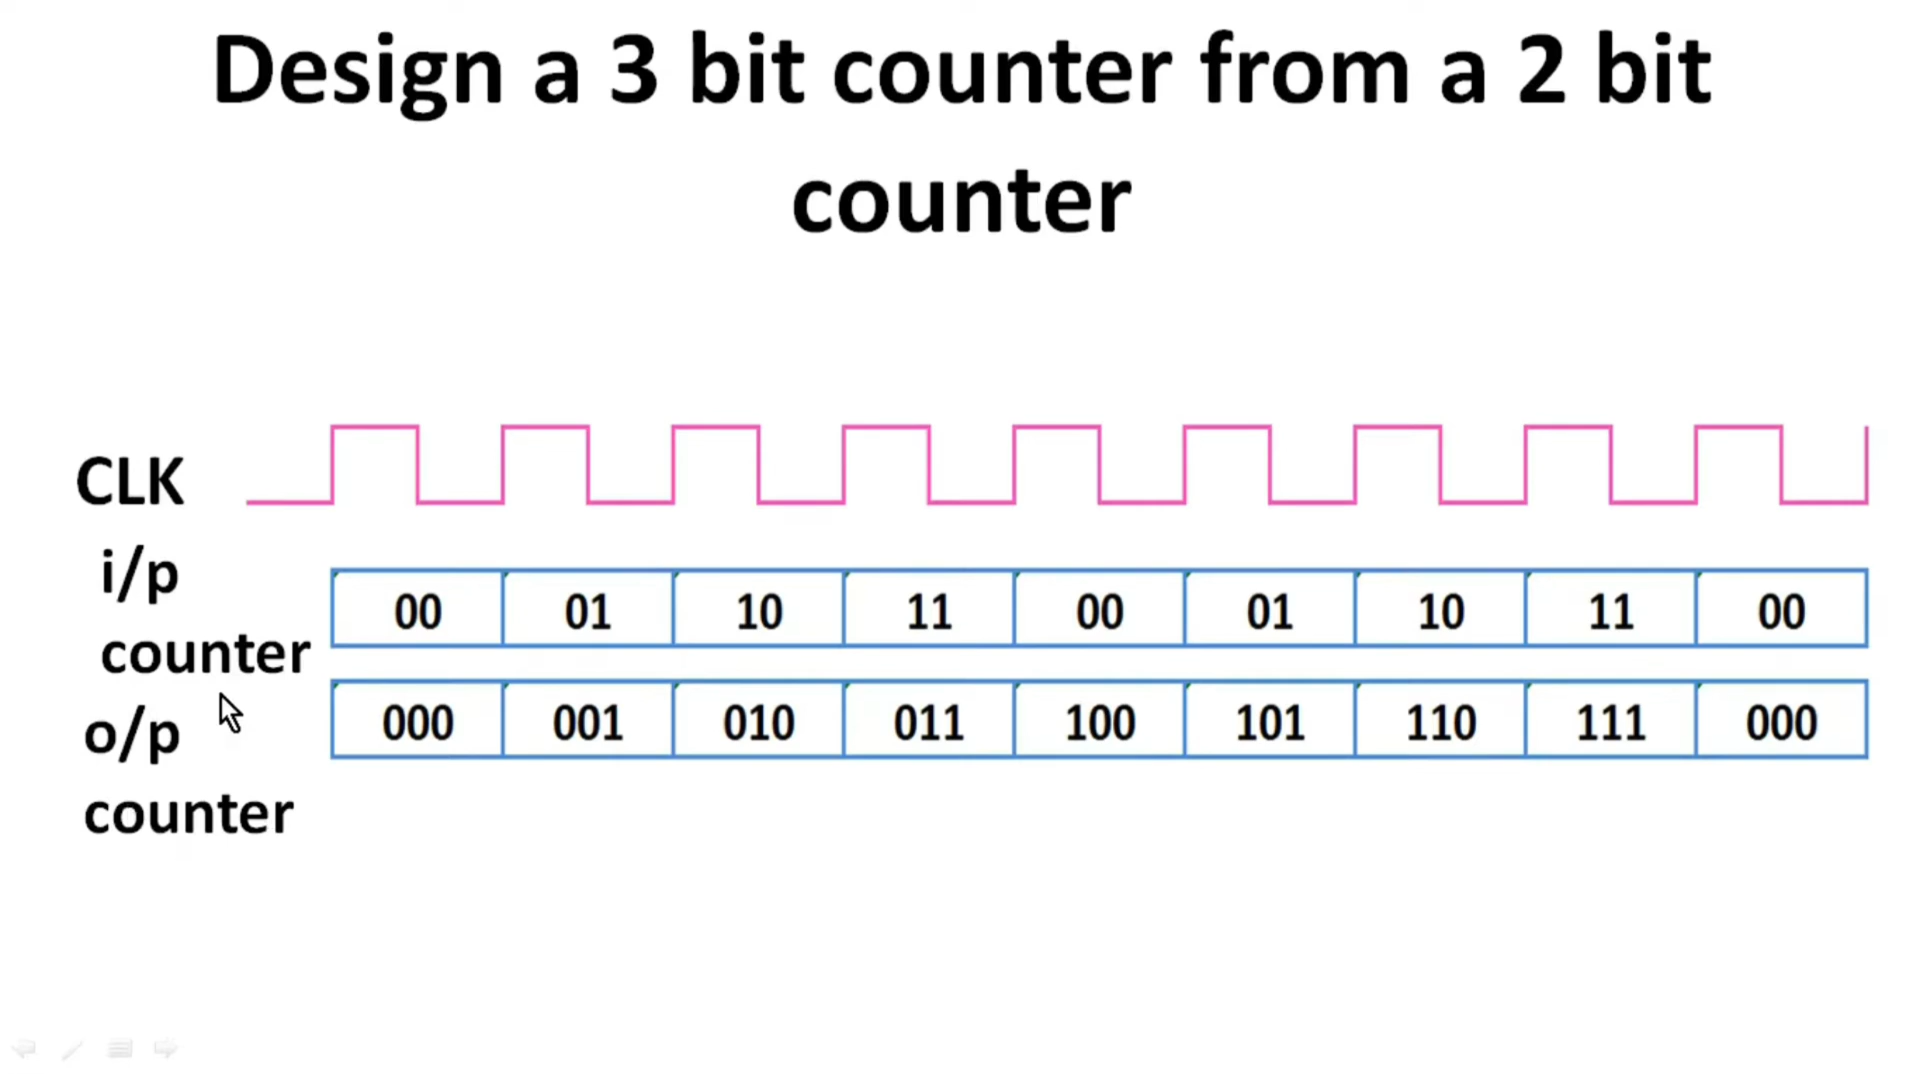 Design a 3 bit counter from a 2 bit
counter
CLK
i/p
counter
00 01 10 11 00 01 10 11 00
o/p
counter
000 001 010 011 100 101 110 111 000